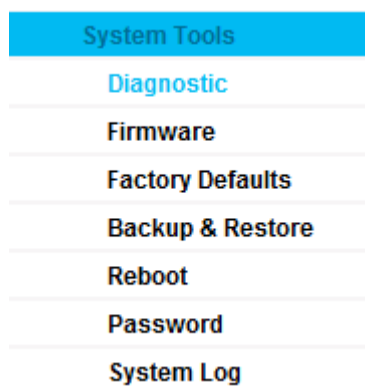 System Tools
Diagnostic
Firmware
Factory Defaults
Backup & Restore
Reboot
Password
System Log